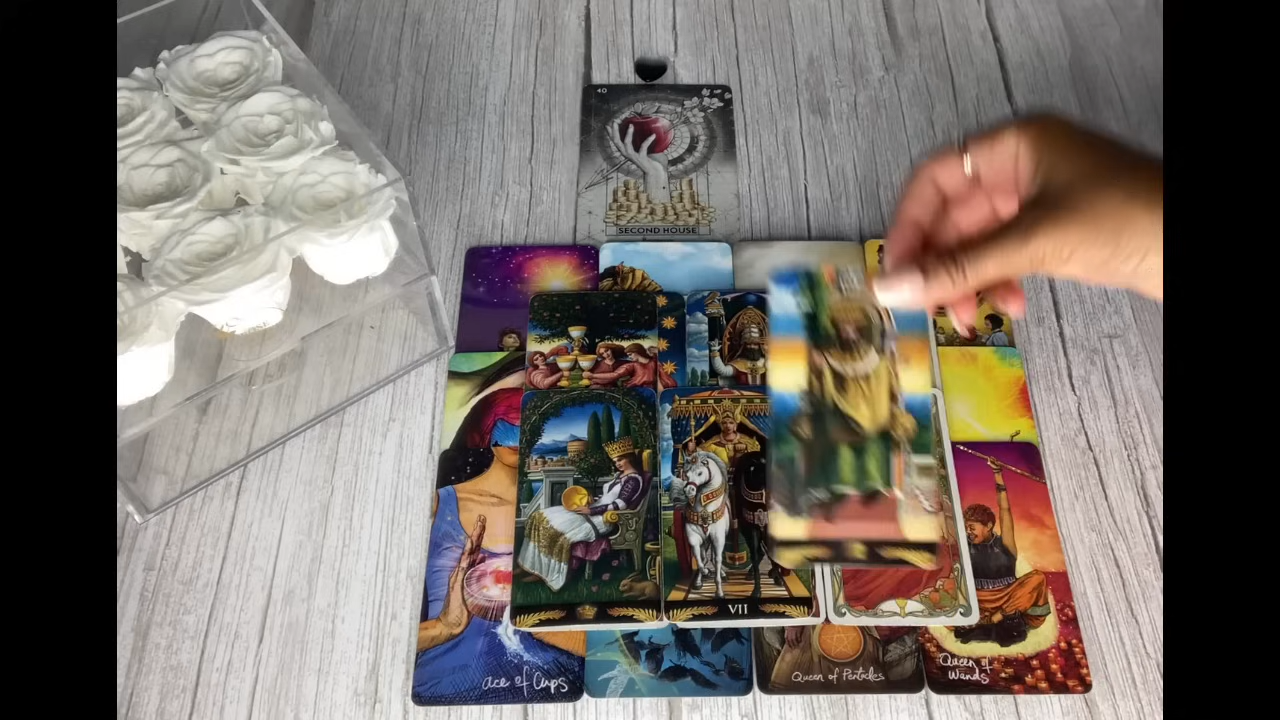 40
SECOND HOUSE
VII
Ace of Cups
Queen of Pentacles
Queen of
Wands